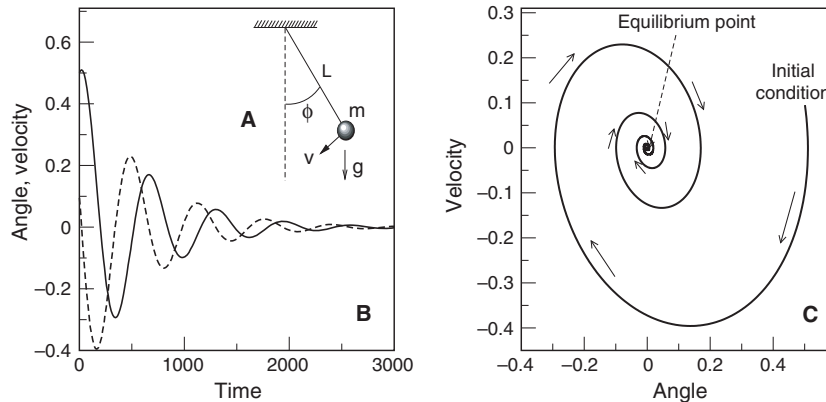 A
L
ϕ
m
v
g
B
Angle, velocity
0.6
0.4
0.2
0
−0.2
−0.4
0
1000
2000
3000
Time
Equilibrium point
Initial
condition
C
Velocity
0.3
0.2
0.1
0
−0.1
−0.2
−0.3
−0.4
−0.4
−0.2
0
0.2
0.4
Angle